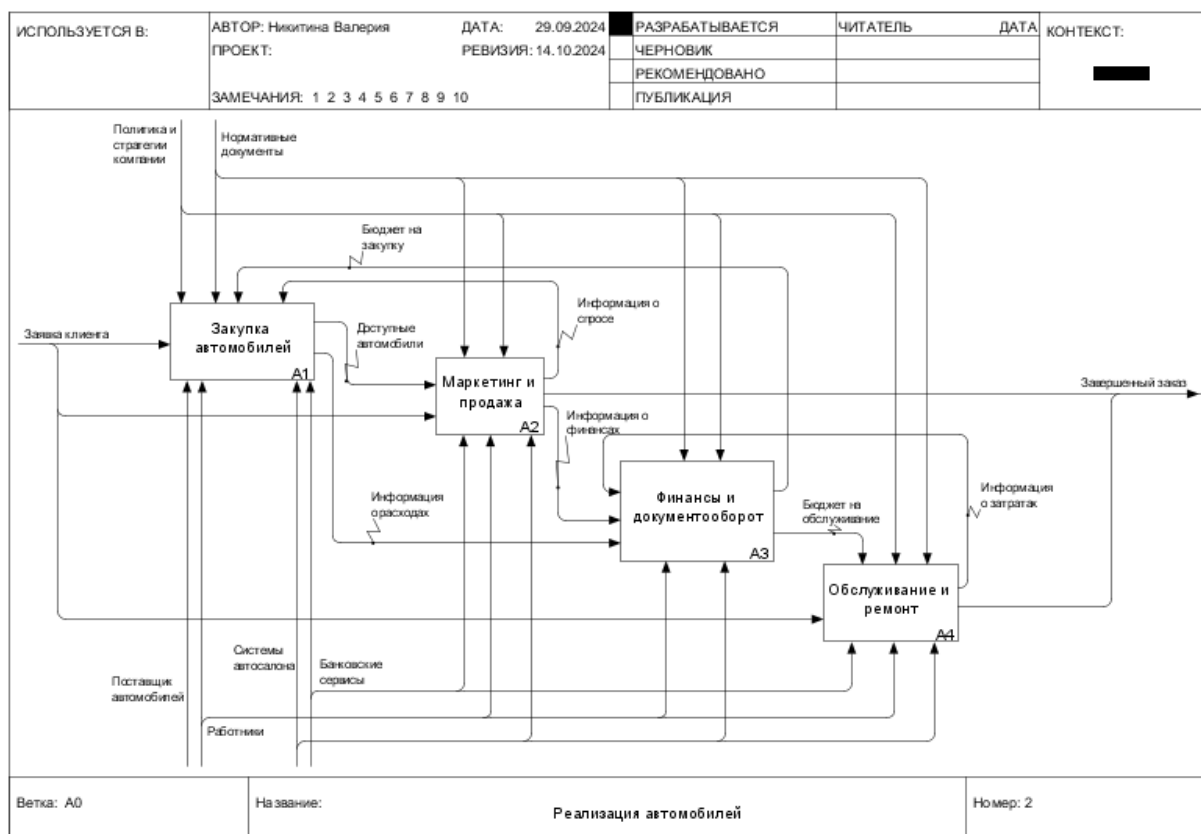 ИСПОЛЬЗУЕТСЯ В:
АВТОР: Никитина Валерия
ДАТА: 29.09.2024
РАЗРАБАТЫВАЕТСЯ
ЧИТАТЕЛЬ
ДАТА
КОНТЕКСТ:
ПРОЕКТ:
РЕВИЗИЯ: 14.10.2024
ЧЕРНОВИК
РЕКОМЕНДОВАНО
ЗАМЕЧАНИЯ: 1 2 3 4 5 6 7 8 9 10
ПУБЛИКАЦИЯ
Политика и
стратегии
компании
Нормативные
документы
Бюджет на
закупку
Информация о
спросе
Заявка клиента
Закупка
автомобилей
A1
Доступные
автомобили
Маркетинг и
продажа
A2
Завершенный заказ
Информация о
финансах
Информация
о расходах
Финансы и
документооборот
A3
Бюджет на
обслуживание
Информация
о затратах
Обслуживание и
ремонт
A4
Системы
автосалона
Банковские
сервисы
Поставщик
автомобилей
Работники
Ветка: A0
Название:
Реализация автомобилей
Номер: 2